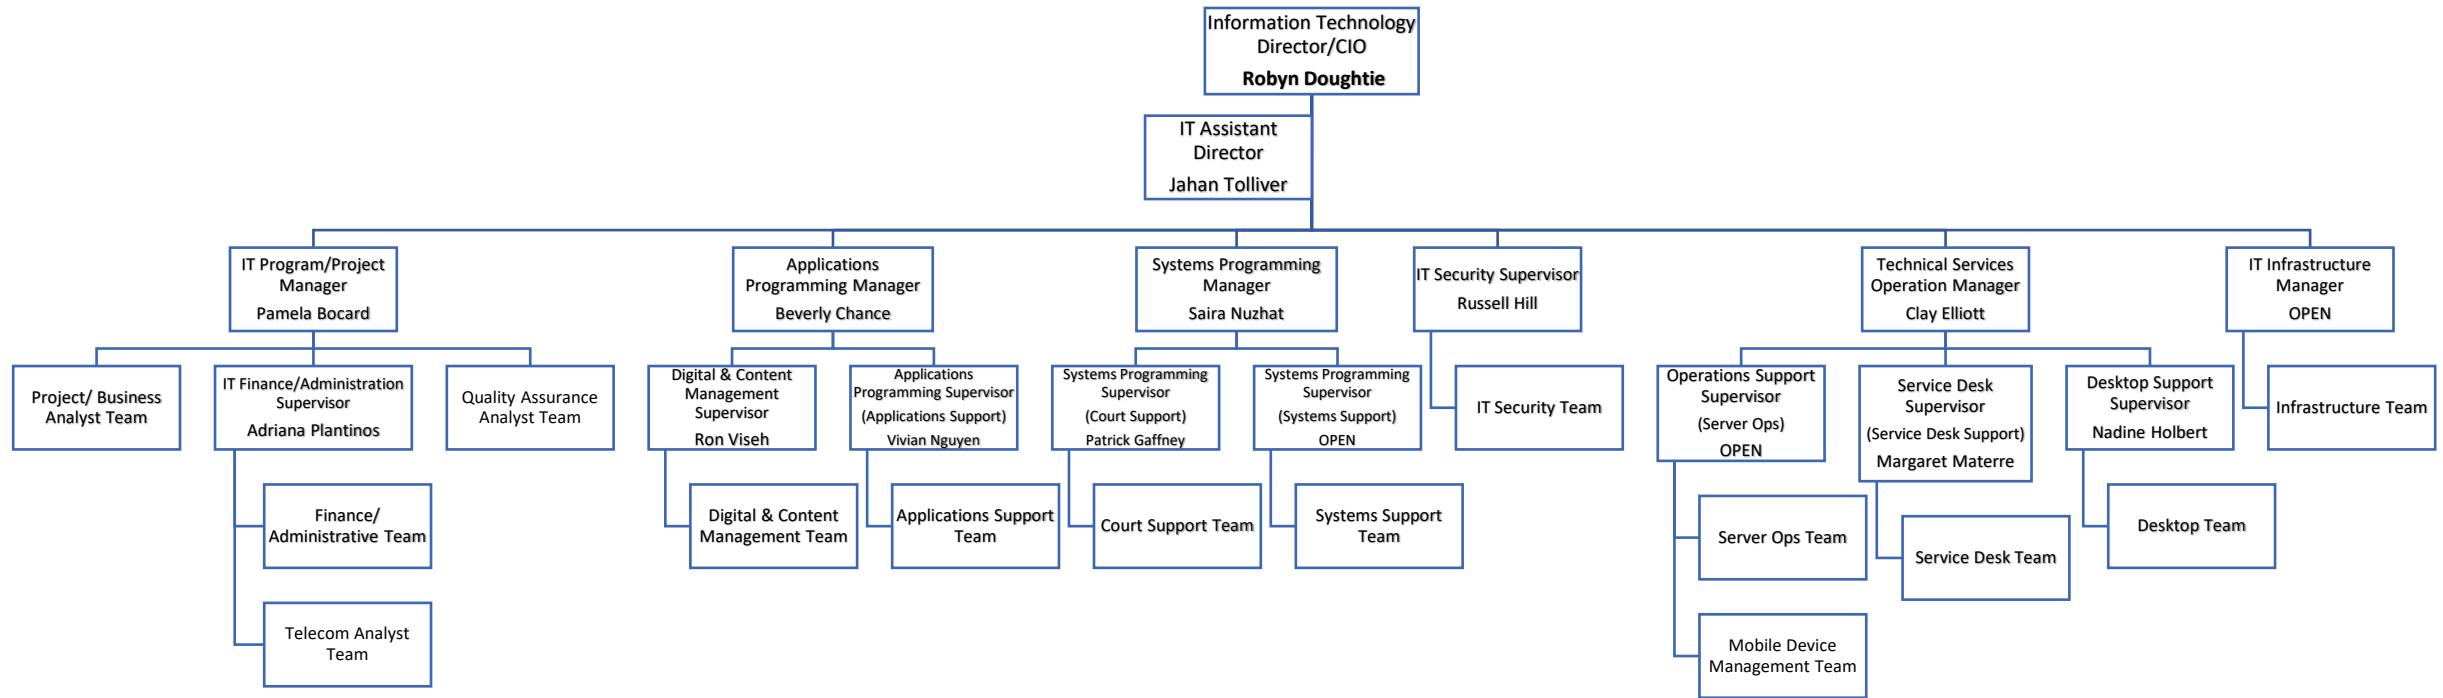 Information Technology
Director/CIO
Robyn Doughtie
IT Assistant
Director
Jahan Tolliver
IT Program/Project
Manager
Pamela Bocard
Applications
Programming Manager
Beverly Chance
Systems Programming
Manager
Saira Nuzhat
IT Security Supervisor
Russell Hill
Technical Services
Operation Manager
Clay Elliott
IT Infrastructure
Manager
OPEN
Project/ Business
Analyst Team
IT Finance/Administration
Supervisor
Adriana Plantinos
Quality Assurance
Analyst Team
Digital & Content
Management
Supervisor
Ron Viseh
Applications
Programming Supervisor
(Applications Support)
Vivian Nguyen
Systems Programming
Supervisor
(Court Support)
Patrick Gaffney
Systems Programming
Supervisor
(Systems Support)
OPEN
IT Security Team
Operations Support
Supervisor
(Server Ops)
OPEN
Service Desk
Supervisor
(Service Desk Support)
Margaret Materre
Desktop Support
Supervisor
Nadine Holbert
Infrastructure Team
Finance/
Administrative Team
Digital & Content
Management Team
Applications Support
Team
Court Support Team
Systems Support
Team
Server Ops Team
Service Desk Team
Desktop Team
Telecom Analyst
Team
Mobile Device
Management Team